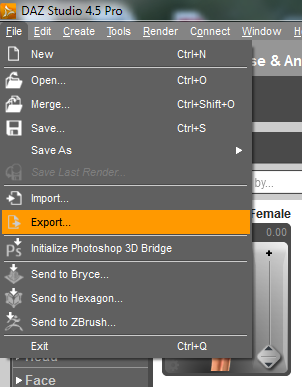 DAZ Studio 4.5 Pro
File Edit Create Tools Render Connect Window
New Ctrl+N
Open... Ctrl+O
Merge... Ctrl+Shift+O
Save... Ctrl+S
Save As
Save Last Render...
Import...
Export...
Initialize Photoshop 3D Bridge
Send to Bryce...
Send to Hexagon...
Send to ZBrush...
Exit Ctrl+Q
se & An
by...
Female
0.00
Head
Face